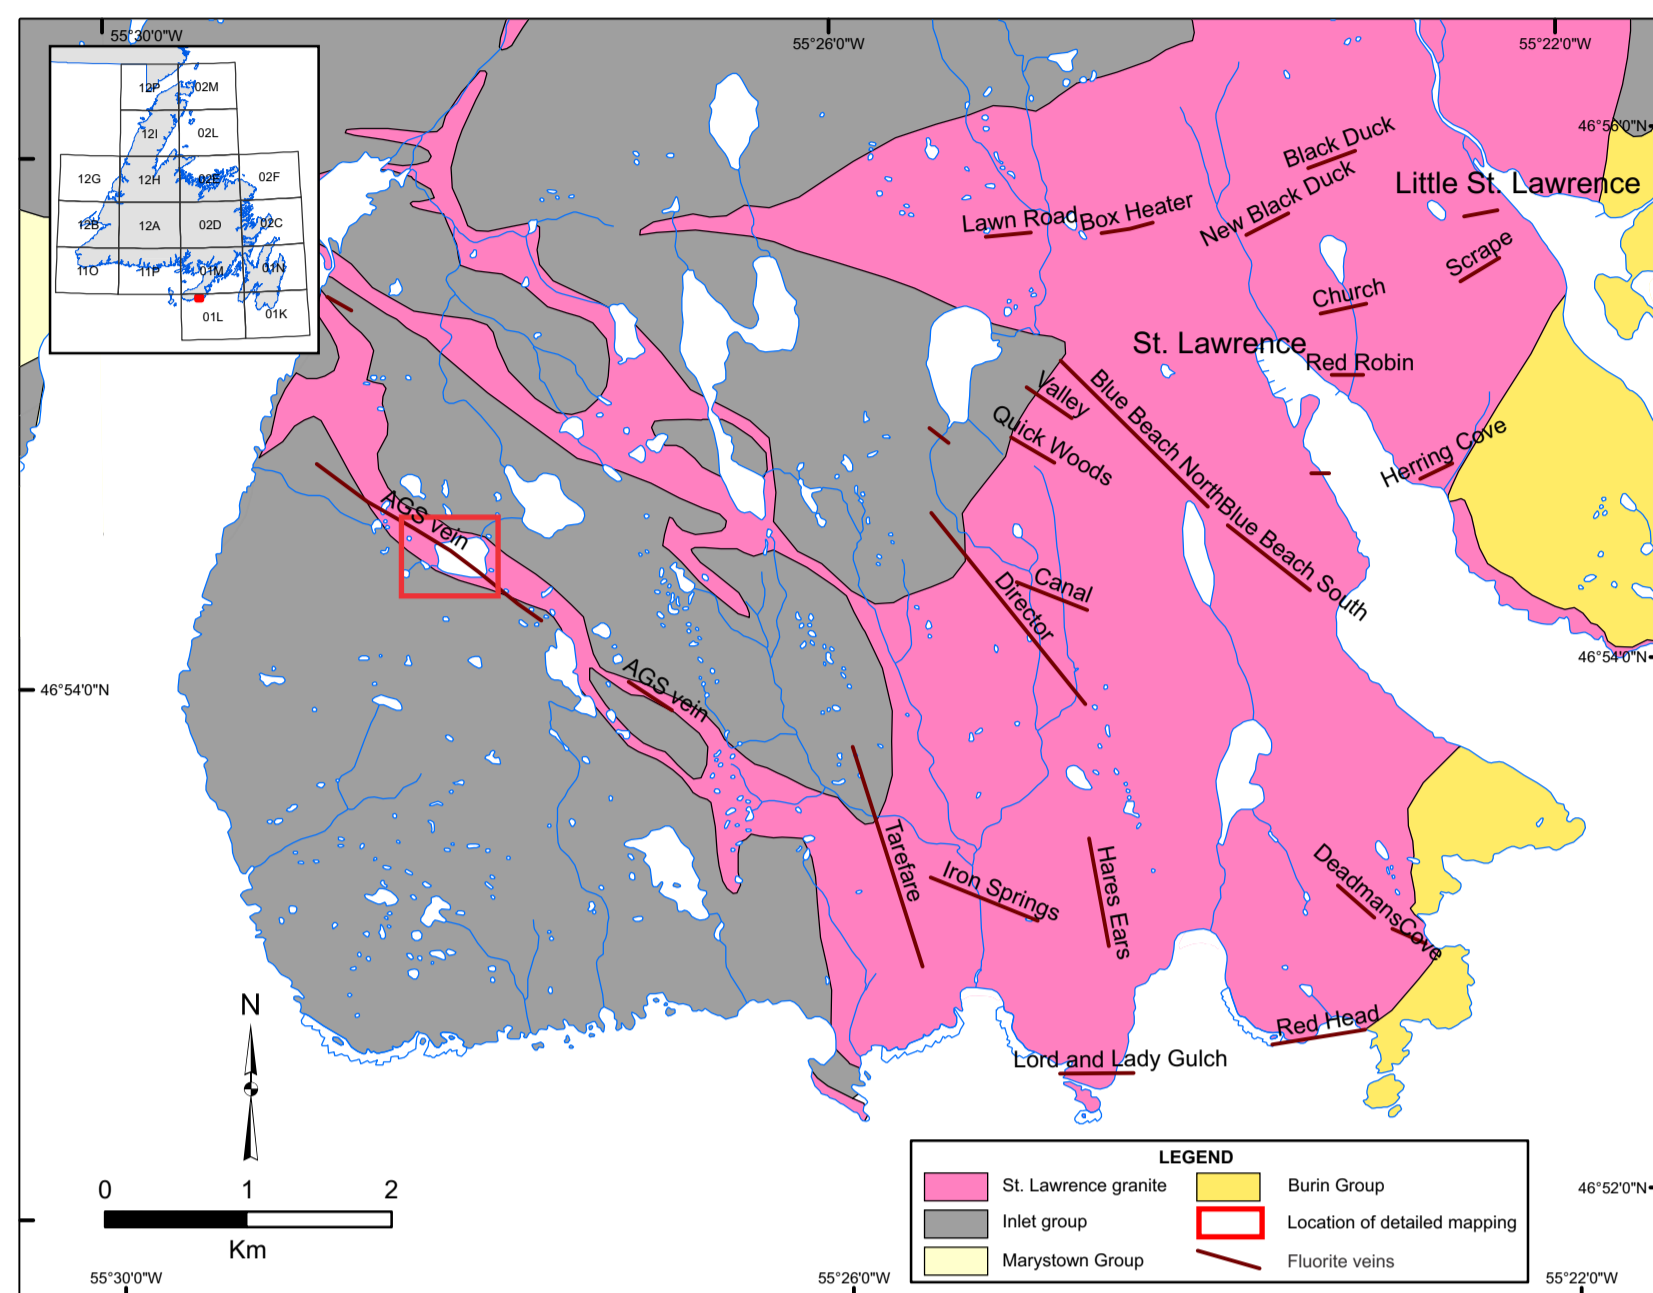 55°30'0"W
55°26'0"W
55°22'0"W
12P
02M
12I
02L
12G
12H
02E
02F
12B
12A
02D
02C
11O
11P
01M
01N
01L
01K
46°56'0"N
Black Duck
New Black Duck
Little St. Lawrence
Lawn Road
Box Heater
Scrape
Church
St. Lawrence
Red Robin
Valley
Blue Beach North
Quick Woods
Herring Cove
AGS vein
Blue Beach South
Canal
Director
46°54'0"N
46°54'0"N
AGS vein
Tarefare
Iron Springs
Hares Ears
Deadmans Cove
Red Head
Lord and Lady Gulch
N
0 1 2
Km
LEGEND
St. Lawrence granite
Burin Group
Inlet group
Location of detailed mapping
Marystown Group
Fluorite veins
46°52'0"N
55°30'0"W
55°26'0"W
55°22'0"W